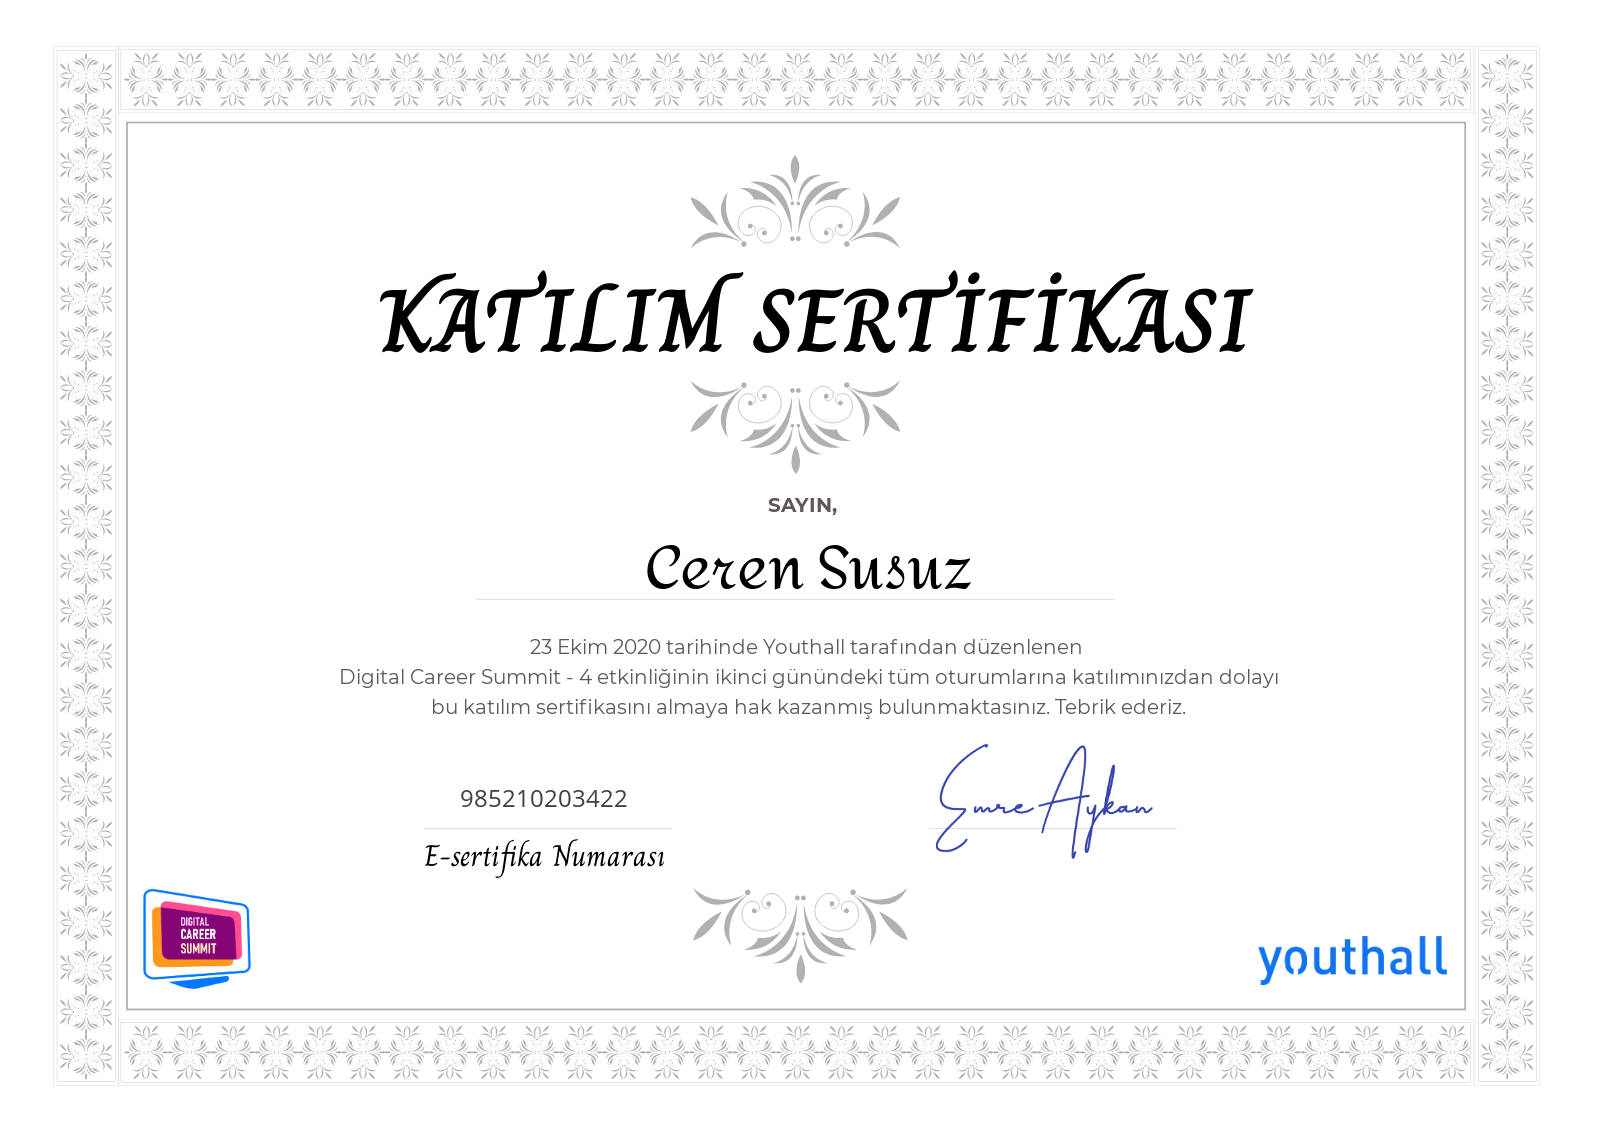 KATILIM SERTİFİKASI
SAYIN,
Ceren Susuz
23 Ekim 2020 tarihinde Youthall tarafından düzenlenen
Digital Career Summit - 4 etkinliğinin ikinci günündeki tüm oturumlarına katılımınızdan dolayı
bu katılım sertifikasını almaya hak kazanmış bulunmaktasınız. Tebrik ederiz.
985210203422
E-sertifika Numarası
Emre Aykan
DIGITAL
CAREER
SUMMIT
youthall